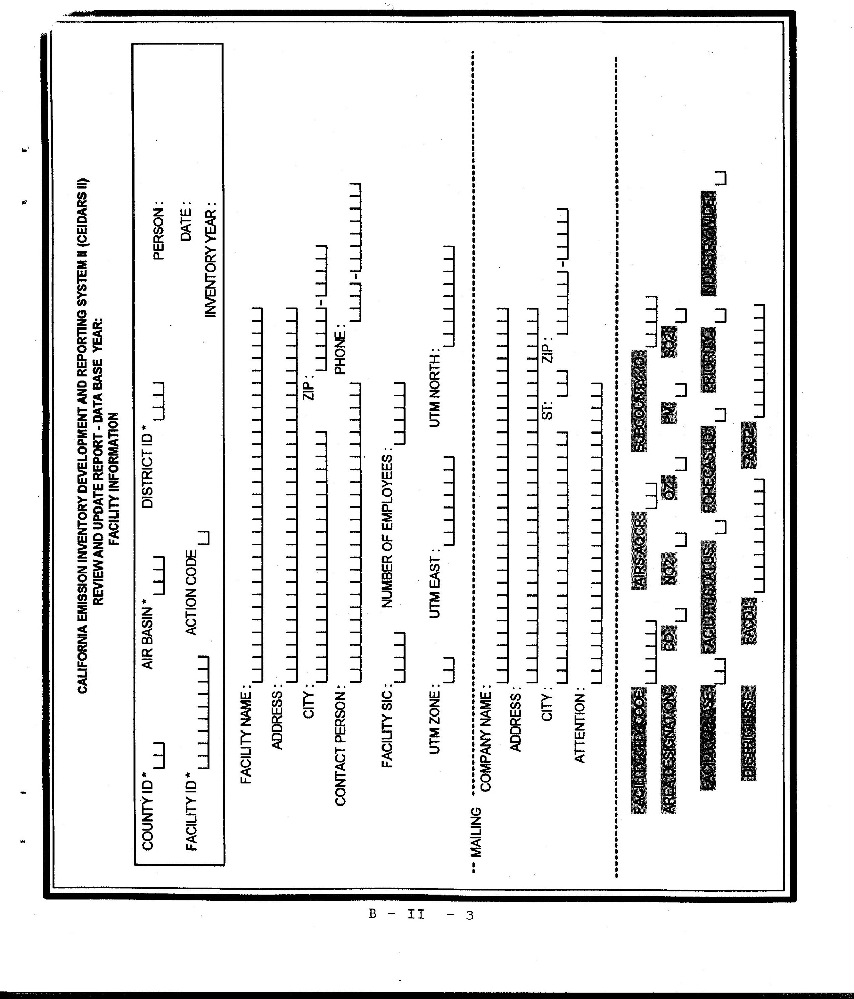 CALIFORNIA EMISSION INVENTORY DEVELOPMENT AND REPORTING SYSTEM II (CEIDARS II)
REVIEW AND UPDATE REPORT - DATA BASE YEAR:
FACILITY INFORMATION
COUNTY ID * AIR BASIN * DISTRICT ID * PERSON :
FACILITY ID * ACTION CODE DATE :
INVENTORY YEAR :
FACILITY NAME :
ADDRESS :
CITY : ZIP : -
CONTACT PERSON : PHONE : -
FACILITY SIC : NUMBER OF EMPLOYEES :
UTM ZONE : UTM EAST : UTM NORTH :
-- MAILING
COMPANY NAME :
ADDRESS :
CITY : ST: ZIP : -
ATTENTION :
FACILITY CITY CODE: AIRS AQCR: SUBCOUNTY ID :
AREA DESIGNATION: CO : NO2 : OZ : PM : SO2 :
FACILITY PHASE: FACILITY STATUS : FORECAST ID : PRIORITY : INDUSTRY WIDE :
DISTRICT USE: FACD1 : FACD2 :
B - II - 3